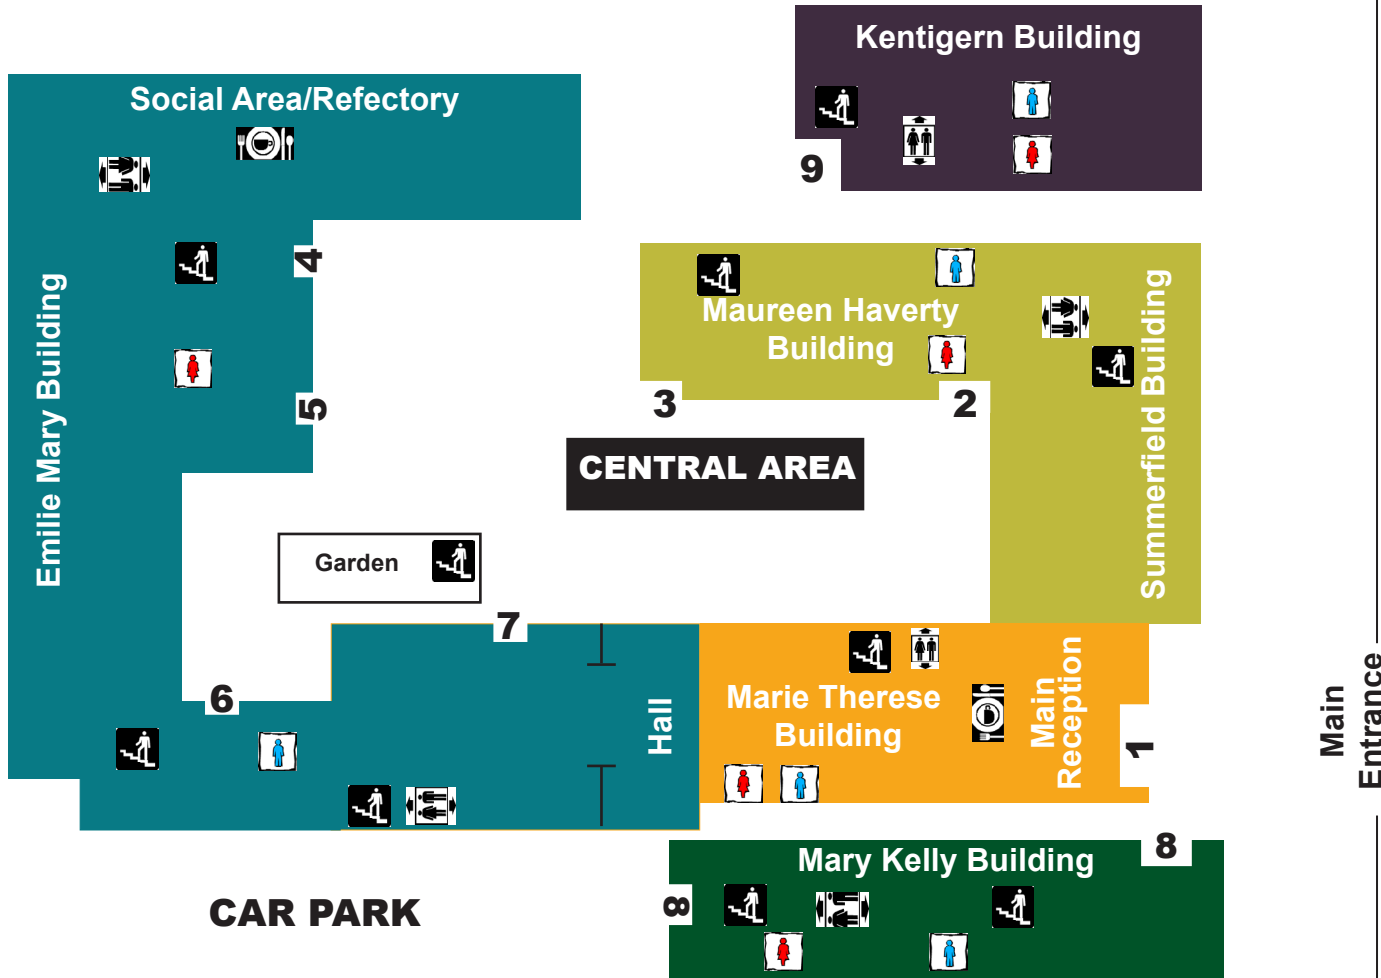 Kentigern Building
Social Area/Refectory
9
4
Maureen Haverty
Building
Summerfield Building
Emilie Mary Building
5
3
2
CENTRAL AREA
Garden
7
6
Hall
Marie Therese
Building
Main
Reception
1
Main
Entrance
Mary Kelly Building
8
8
CAR PARK